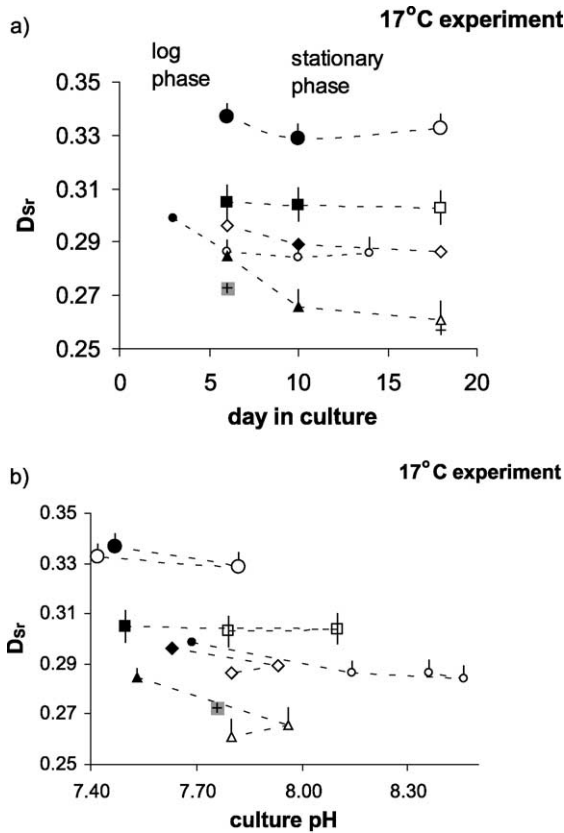 17°C experiment
a)
log phase
stationary phase
0.35
0.33
0.31
0.29
0.27
0.25
DSr
0 5 10 15 20
day in culture
b)
17°C experiment
0.35
0.33
0.31
0.29
0.27
0.25
DSr
7.40 7.70 8.00 8.30
culture pH